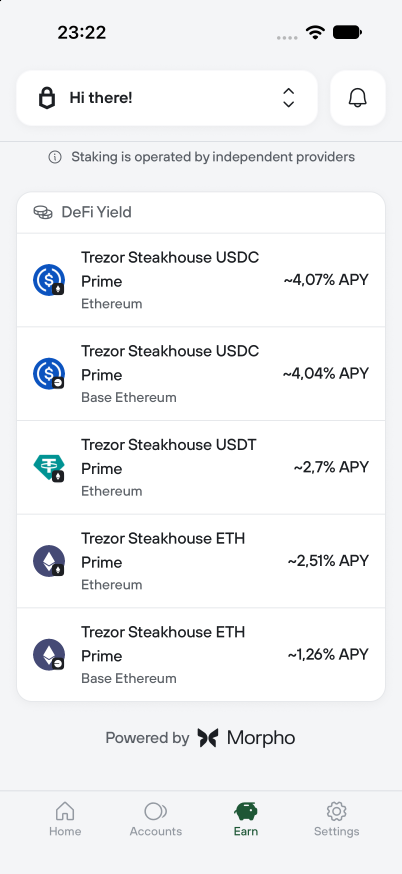 23:22
Hi there!
Staking is operated by independent providers
DeFi Yield
Trezor Steakhouse USDC
Prime
Ethereum
~4,07% APY
Trezor Steakhouse USDC
Prime
Base Ethereum
~4,04% APY
Trezor Steakhouse USDT
Prime
Ethereum
~2,7% APY
Trezor Steakhouse ETH
Prime
Ethereum
~2,51% APY
Trezor Steakhouse ETH
Prime
Base Ethereum
~1,26% APY
Powered by Morpho
Home
Accounts
Earn
Settings